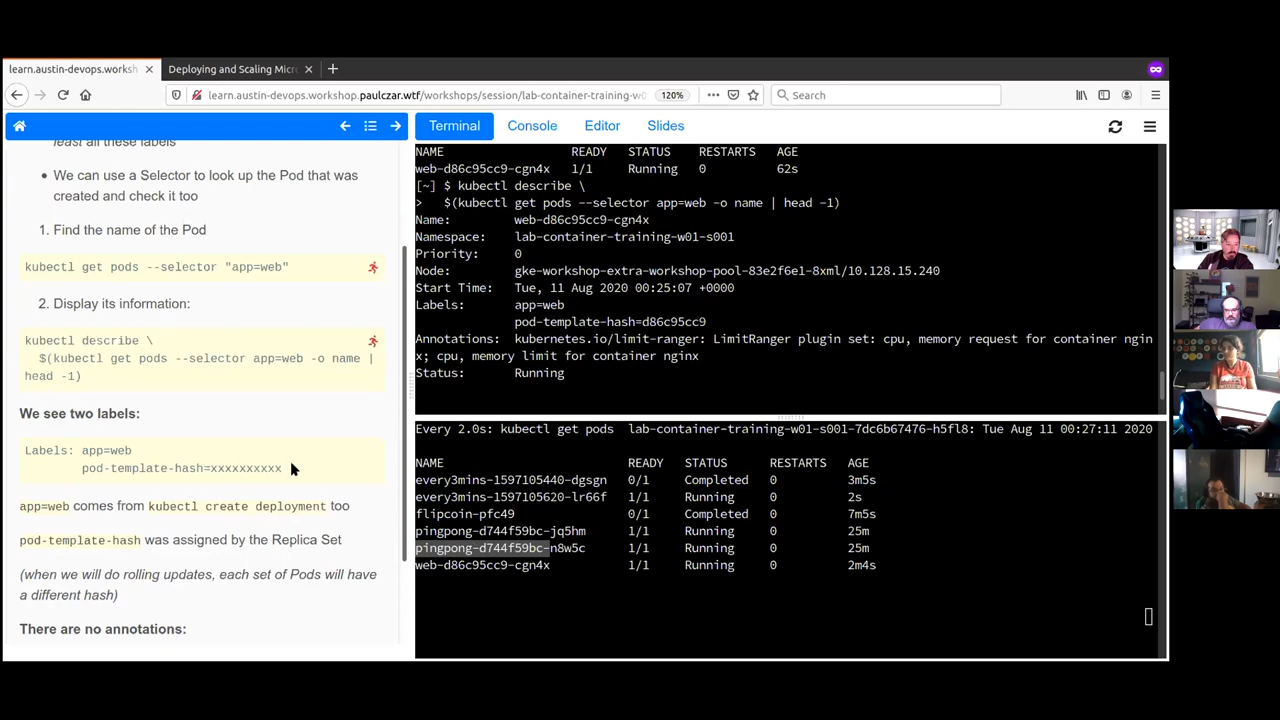 learn.austin-devops.worksh
Deploying and Scaling Micr
learn.austin-devops.workshop.paulczar.wtf/workshops/session/lab-container-training-w0
120%
Search
Terminal
Console
Editor
Slides
least all these labels
We can use a Selector to look up the Pod that was
created and check it too
1. Find the name of the Pod
kubectl get pods --selector "app=web"
2. Display its information:
kubectl describe \
$(kubectl get pods --selector app=web -o name |
head -1)
We see two labels:
Labels: app=web
pod-template-hash=xxxxxxxxxx
app=web comes from kubectl create deployment too
pod-template-hash was assigned by the Replica Set
(when we will do rolling updates, each set of Pods will have
a different hash)
There are no annotations:
NAME READY STATUS RESTARTS AGE
web-d86c95cc9-cgn4x 1/1 Running 0 62s
[~] $ kubectl describe \
> $(kubectl get pods --selector app=web -o name | head -1)
Name: web-d86c95cc9-cgn4x
Namespace: lab-container-training-w01-s001
Priority: 0
Node: gke-workshop-extra-workshop-pool-83e2f6e1-8xml/10.128.15.240
Start Time: Tue, 11 Aug 2020 00:25:07 +0000
Labels: app=web
pod-template-hash=d86c95cc9
Annotations: kubernetes.io/limit-ranger: LimitRanger plugin set: cpu, memory request for container ngin
x; cpu, memory limit for container nginx
Status: Running
Every 2.0s: kubectl get pods lab-container-training-w01-s001-7dc6b67476-h5fl8: Tue Aug 11 00:27:11 2020
NAME READY STATUS RESTARTS AGE
every3mins-1597105440-dgsgn 0/1 Completed 0 3m5s
every3mins-1597105620-lr66f 1/1 Running 0 2s
flipcoin-pfc49 0/1 Completed 0 7m5s
pingpong-d744f59bc-jq5hm 1/1 Running 0 25m
pingpong-d744f59bc-n8w5c 1/1 Running 0 25m
web-d86c95cc9-cgn4x 1/1 Running 0 2m4s